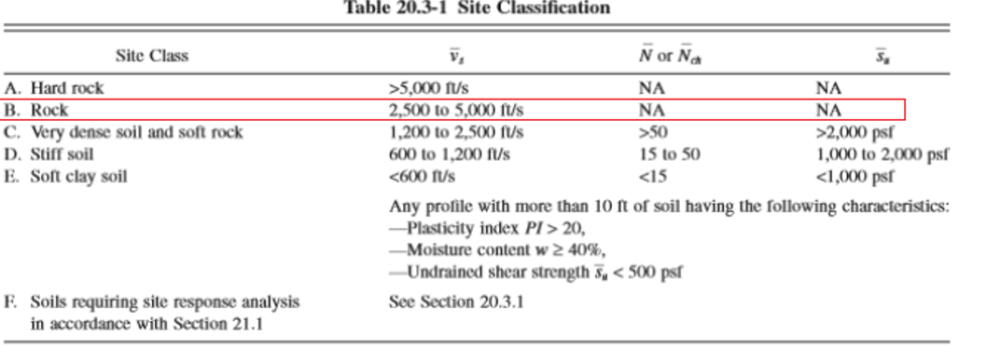 Table 20.3-1 Site Classification
Site Class v̄s N̄ or N̄ch s̄u
A. Hard rock >5,000 ft/s NA NA
B. Rock 2,500 to 5,000 ft/s NA NA
C. Very dense soil and soft rock 1,200 to 2,500 ft/s >50 >2,000 psf
D. Stiff soil 600 to 1,200 ft/s 15 to 50 1,000 to 2,000 psf
E. Soft clay soil <600 ft/s <15 <1,000 psf
Any profile with more than 10 ft of soil having the following characteristics:
—Plasticity index PI > 20,
—Moisture content w ≥ 40%,
—Undrained shear strength s̄u < 500 psf
F. Soils requiring site response analysis See Section 20.3.1
in accordance with Section 21.1